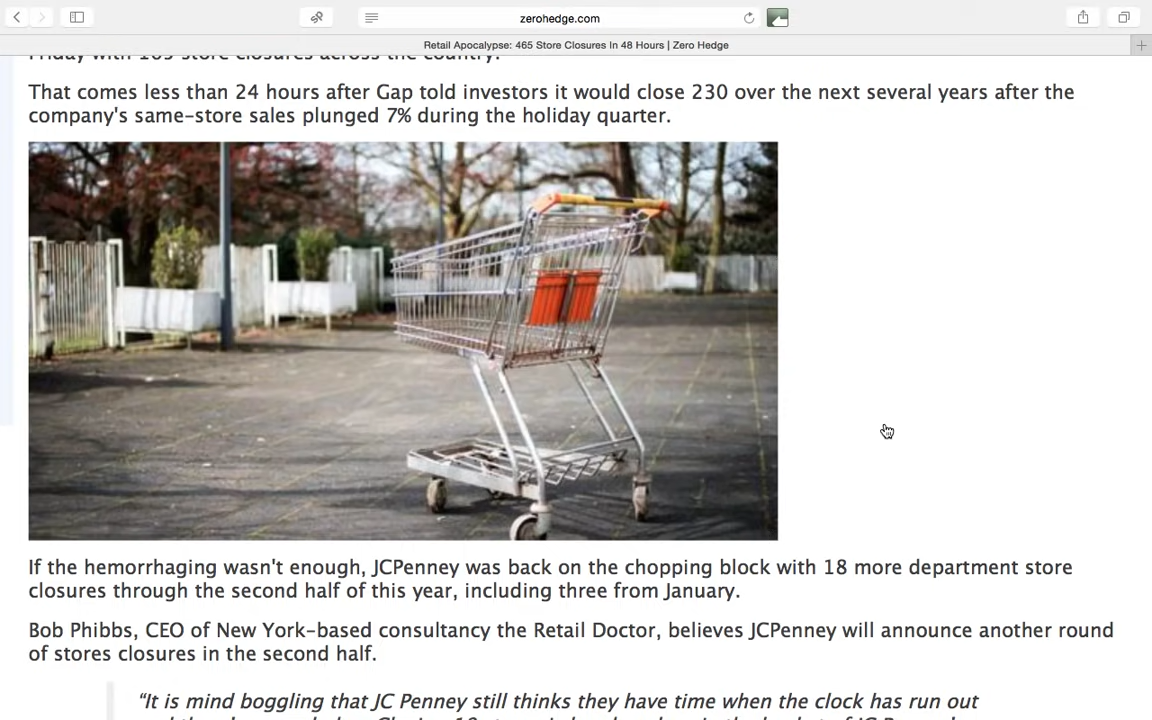 zerohedge.com
Retail Apocalypse: 465 Store Closures In 48 Hours | Zero Hedge
Friday with 165 store closures across the country.
That comes less than 24 hours after Gap told investors it would close 230 over the next several years after the
company's same-store sales plunged 7% during the holiday quarter.
If the hemorrhaging wasn't enough, JCPenney was back on the chopping block with 18 more department store
closures through the second half of this year, including three from January.
Bob Phibbs, CEO of New York-based consultancy the Retail Doctor, believes JCPenney will announce another round
of stores closures in the second half.
“It is mind boggling that JC Penney still thinks they have time when the clock has run out